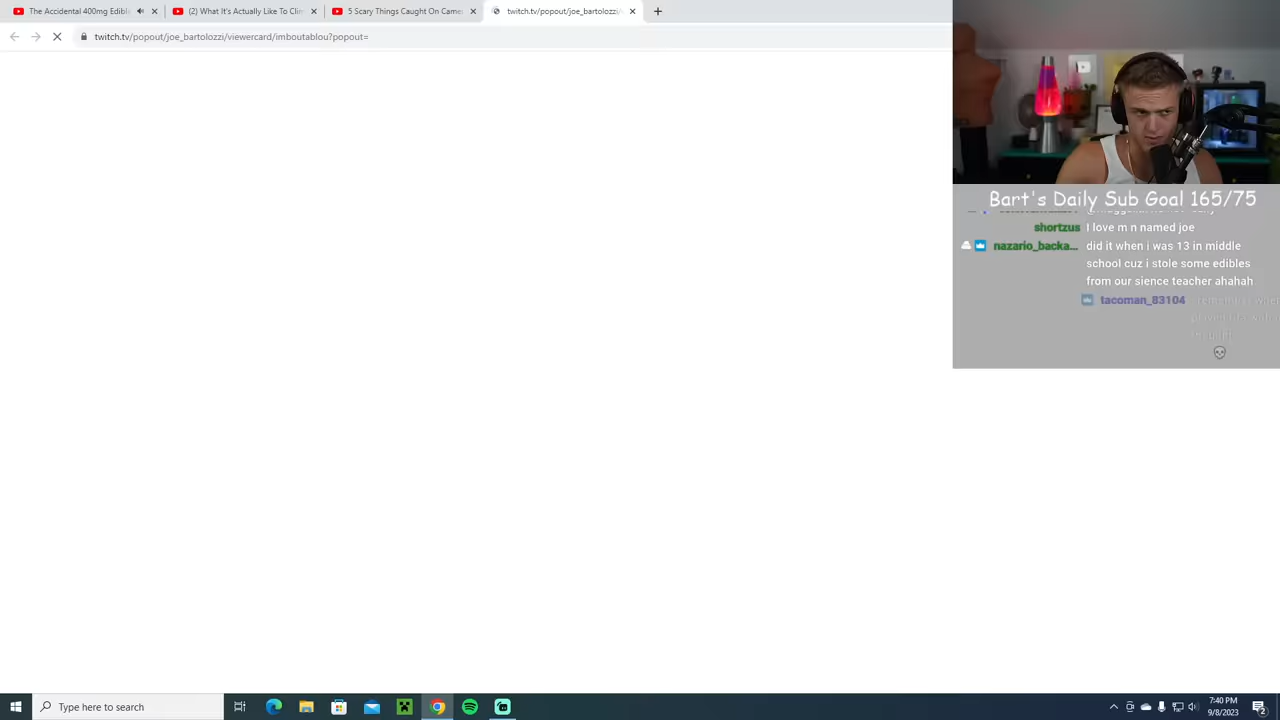 The Accidental 400mg Edibl
(2) What It's Actually Like To Clim
5 Scary Things Caught On Came
twitch.tv/popout/joe_bartolozzi/
twitch.tv/popout/joe_bartolozzi/viewercard/imboutablou?popout=
Bart's Daily Sub Goal 165/75
shortzus I love m n named joe
nazario_backa... did it when i was 13 in middle
school cuz i stole some edibles
from our sience teacher ahahah
tacoman_83104
Type here to search
7:40 PM
9/8/2023
2